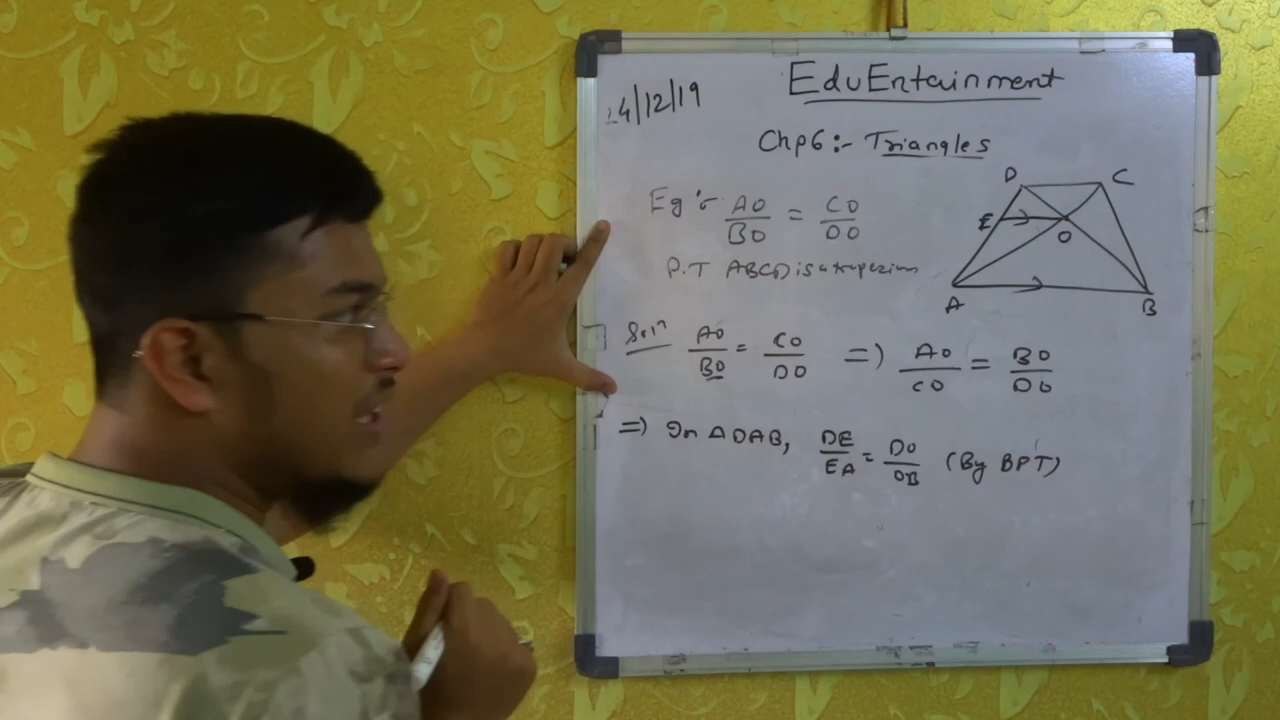 EduEntainment
24/12/19
Chp6:- Triangles
Eg:- AO/BO = CO/DO
P.T ABCD is a trapezium
D C
E O
A B
Soln AO/BO = CO/DO => AO/CO = BO/DO
=> In ΔDAB, DE/EA = DO/OB (By BPT)